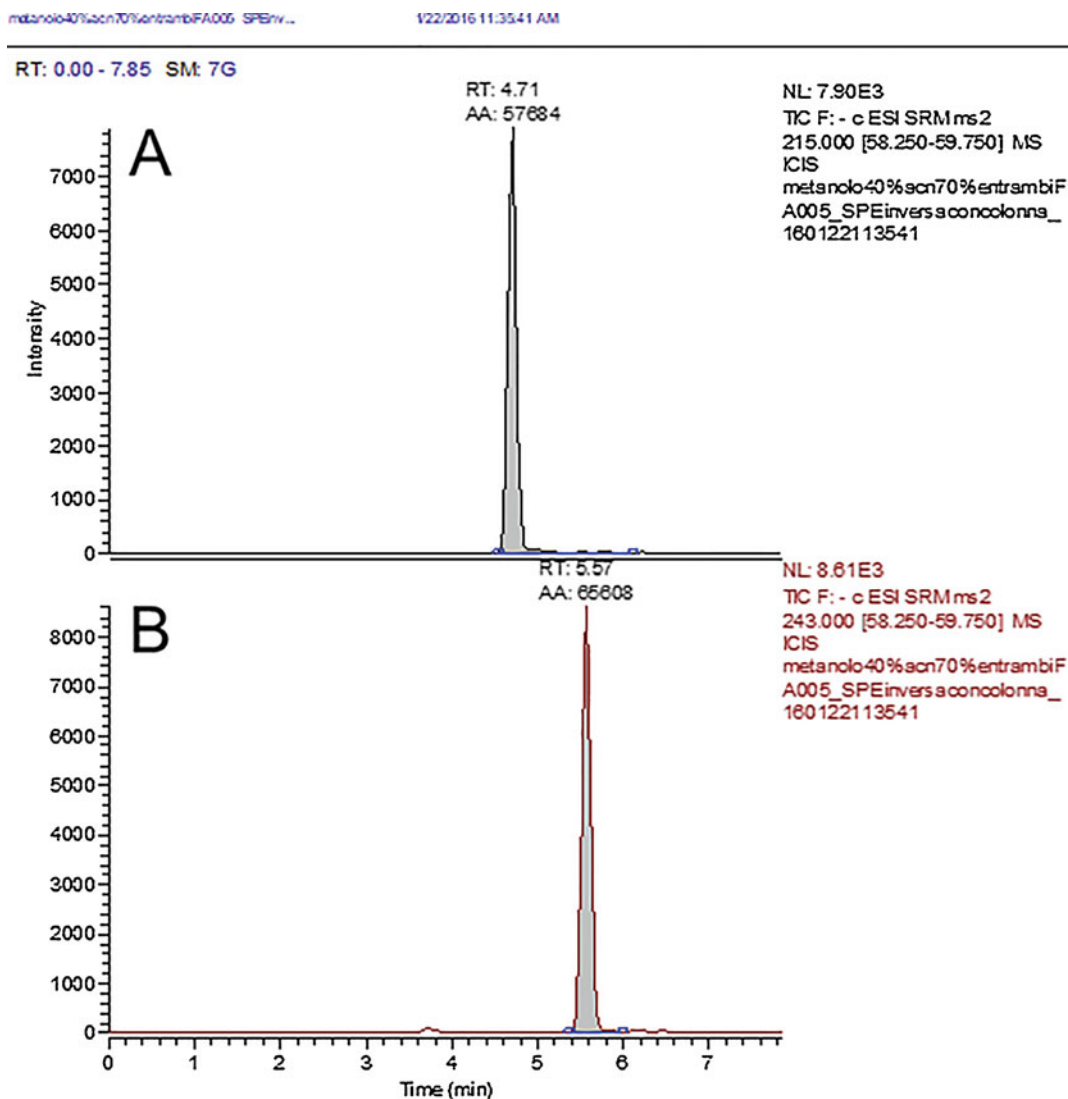 metanolo40%acn70%entrambiFA005_SPEinv... 1/22/2016 11:35:41 AM
RT: 0.00 - 7.85 SM: 7G
RT: 4.71
AA: 57684
NL: 7.90E3
TIC F: - c ESI SRM ms2
215.000 [58.250-59.750] MS
ICIS
metanolo40%acn70%entrambiF
A005_SPEinversaconcolonna_
160122113541
A
7000
6000
5000
4000
3000
2000
1000
0
Intensity
RT: 5.57
AA: 65608
NL: 8.61E3
TIC F: - c ESI SRM ms2
243.000 [58.250-59.750] MS
ICIS
metanolo40%acn70%entrambiF
A005_SPEinversaconcolonna_
160122113541
B
8000
7000
6000
5000
4000
3000
2000
1000
0
0 1 2 3 4 5 6 7
Time (min)